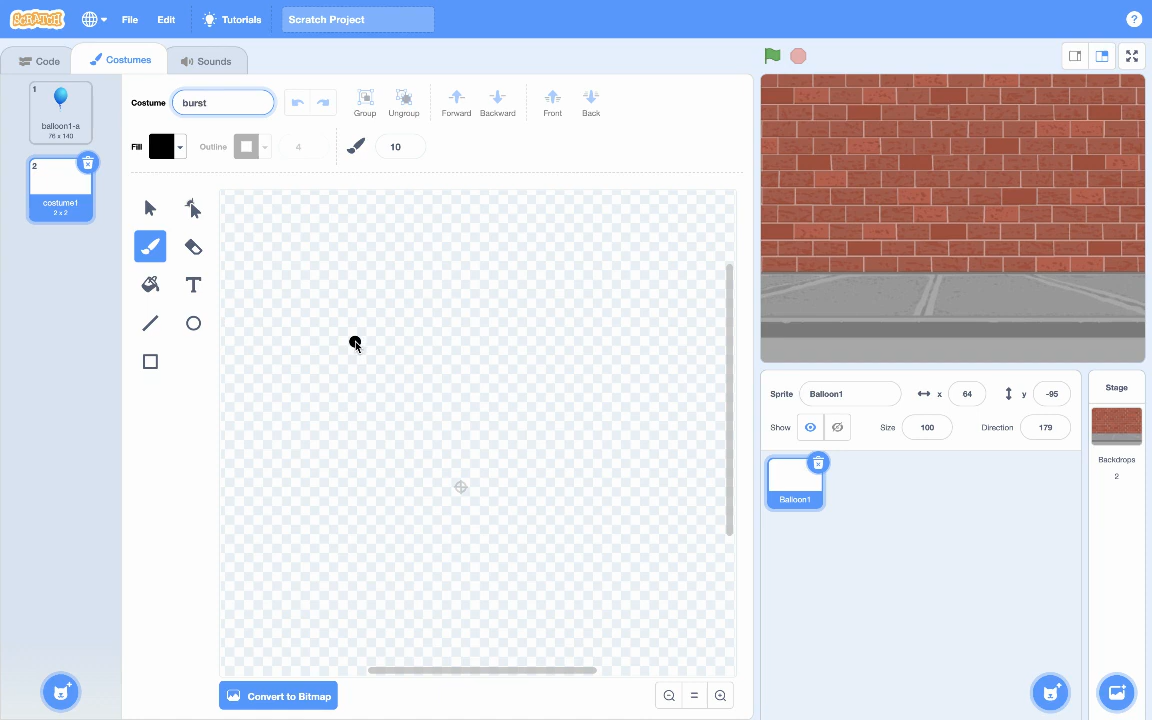 SCRATCH File Edit Tutorials Scratch Project ?
Code Costumes Sounds
1
balloon1-a
76 x 140
2
costume1
2 x 2
Costume burst Group Ungroup Forward Backward Front Back
Fill Outline 4 10
T
Convert to Bitmap
Sprite Balloon1 x 64 y -95
Show Size 100 Direction 179
Balloon1
Stage
Backdrops
2